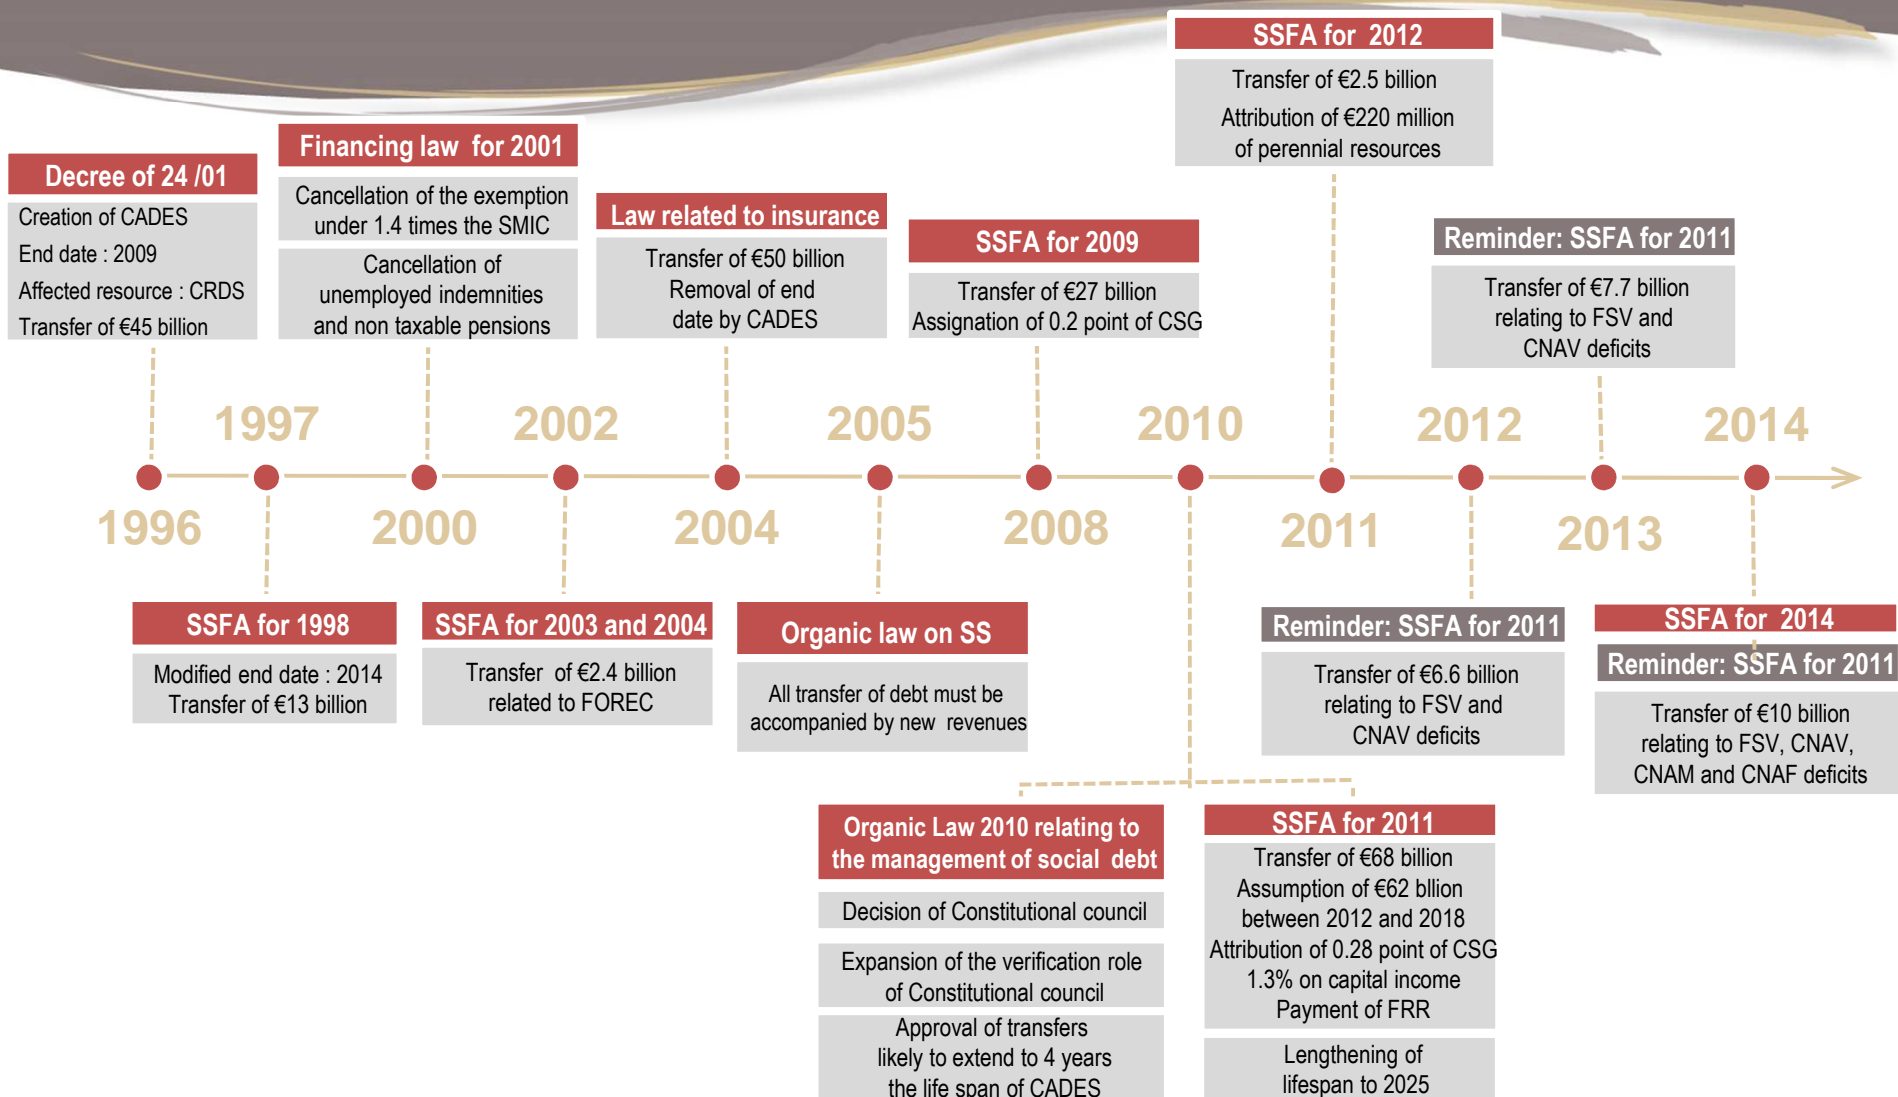 SSFA for 2012
Transfer of €2.5 billion
Attribution of €220 million
of perennial resources
Decree of 24 /01
Creation of CADES
End date : 2009
Affected resource : CRDS
Transfer of €45 billion
Financing law for 2001
Cancellation of the exemption
under 1.4 times the SMIC
Cancellation of
unemployed indemnities
and non taxable pensions
Law related to insurance
Transfer of €50 billion
Removal of end
date by CADES
SSFA for 2009
Transfer of €27 billion
Assignation of 0.2 point of CSG
Reminder: SSFA for 2011
Transfer of €7.7 billion
relating to FSV and
CNAV deficits
1997
2002
2005
2010
2012
2014
1996
2000
2004
2008
2011
2013
SSFA for 1998
Modified end date : 2014
Transfer of €13 billion
SSFA for 2003 and 2004
Transfer of €2.4 billion
related to FOREC
Organic law on SS
All transfer of debt must be
accompanied by new revenues
Reminder: SSFA for 2011
Transfer of €6.6 billion
relating to FSV and
CNAV deficits
SSFA for 2014
Reminder: SSFA for 2011
Transfer of €10 billion
relating to FSV, CNAV,
CNAM and CNAF deficits
Organic Law 2010 relating to
the management of social debt
Decision of Constitutional council
Expansion of the verification role
of Constitutional council
Approval of transfers
likely to extend to 4 years
the life span of CADES
SSFA for 2011
Transfer of €68 billion
Assumption of €62 bllion
between 2012 and 2018
Attribution of 0.28 point of CSG
1.3% on capital income
Payment of FRR
Lengthening of
lifespan to 2025